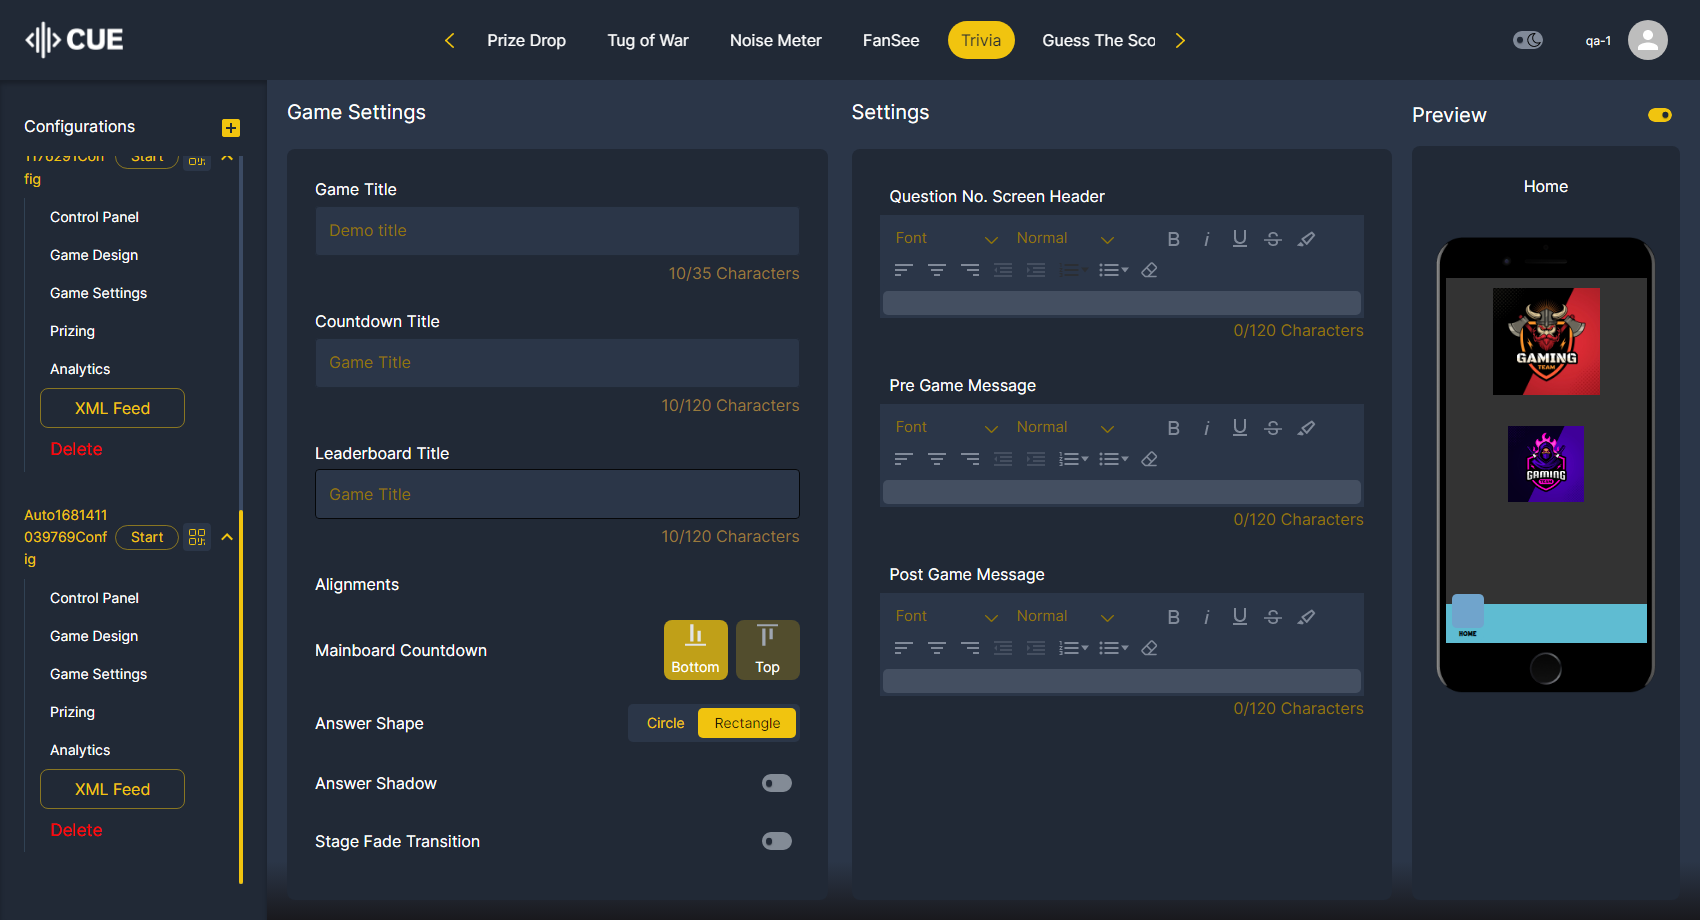 CUE
Prize Drop
Tug of War
Noise Meter
FanSee
Trivia
Guess The Sco
qa-1
Configurations
1176291Conf
fig
Start
Control Panel
Game Design
Game Settings
Prizing
Analytics
XML Feed
Delete
Auto1681411
039769Conf
ig
Start
Control Panel
Game Design
Game Settings
Prizing
Analytics
XML Feed
Delete
Game Settings
Game Title
Demo title
10/35 Characters
Countdown Title
Game Title
10/120 Characters
Leaderboard Title
Game Title
10/120 Characters
Alignments
Mainboard Countdown
Bottom
Top
Answer Shape
Circle
Rectangle
Answer Shadow
Stage Fade Transition
Settings
Question No. Screen Header
Font
Normal
B i U S
0/120 Characters
Pre Game Message
Font
Normal
B i U S
0/120 Characters
Post Game Message
Font
Normal
B i U S
0/120 Characters
Preview
Home
GAMING
TEAM
GAMING
TEAM
HOME